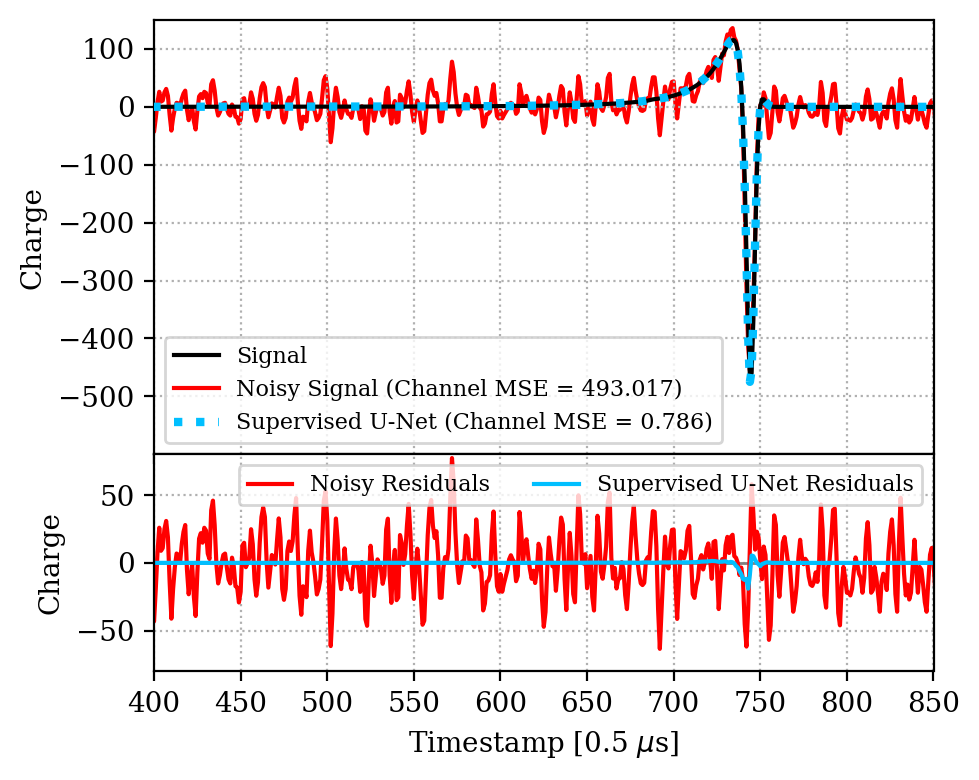 100
0
−100
−200
−300
−400
−500
Charge
Signal
Noisy Signal (Channel MSE = 493.017)
Supervised U-Net (Channel MSE = 0.786)
Noisy Residuals
Supervised U-Net Residuals
50
0
−50
Charge
400 450 500 550 600 650 700 750 800 850
Timestamp [0.5 μs]